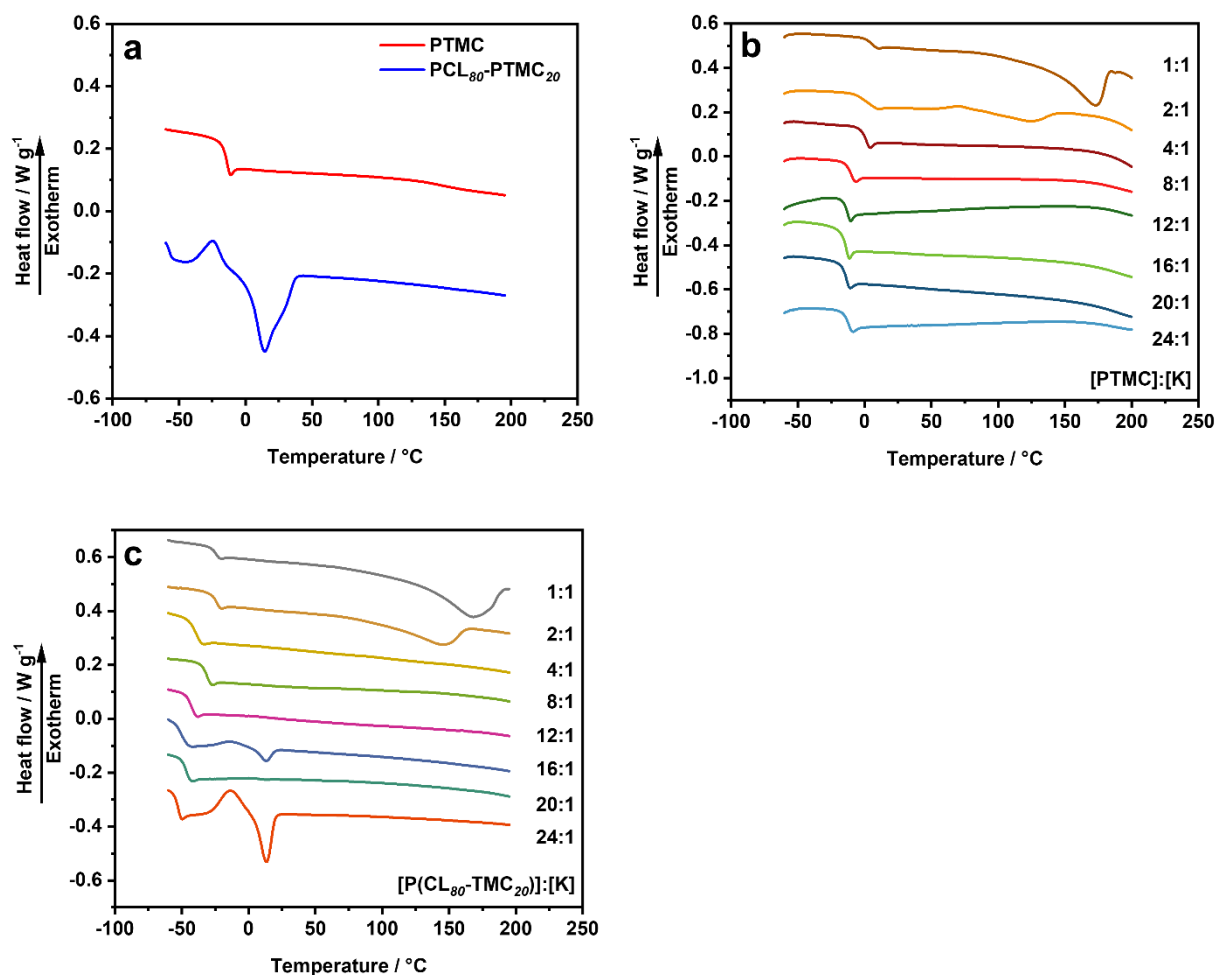 a
PTMC
PCL80-PTMC20
0.6
0.4
0.2
0.0
-0.2
-0.4
-0.6
-100 -50 0 50 100 150 200 250
Temperature / °C
Heat flow / W g-1
Exotherm
b
0.6
0.4
0.2
0.0
-0.2
-0.4
-0.6
-0.8
-1.0
1:1
2:1
4:1
8:1
12:1
16:1
20:1
24:1
[PTMC]:[K]
-100 -50 0 50 100 150 200 250
Temperature / °C
Heat flow / W g-1
Exotherm
c
0.6
0.4
0.2
0.0
-0.2
-0.4
-0.6
1:1
2:1
4:1
8:1
12:1
16:1
20:1
24:1
[P(CL80-TMC20)]:[K]
-100 -50 0 50 100 150 200 250
Temperature / °C
Heat flow / W g-1
Exotherm